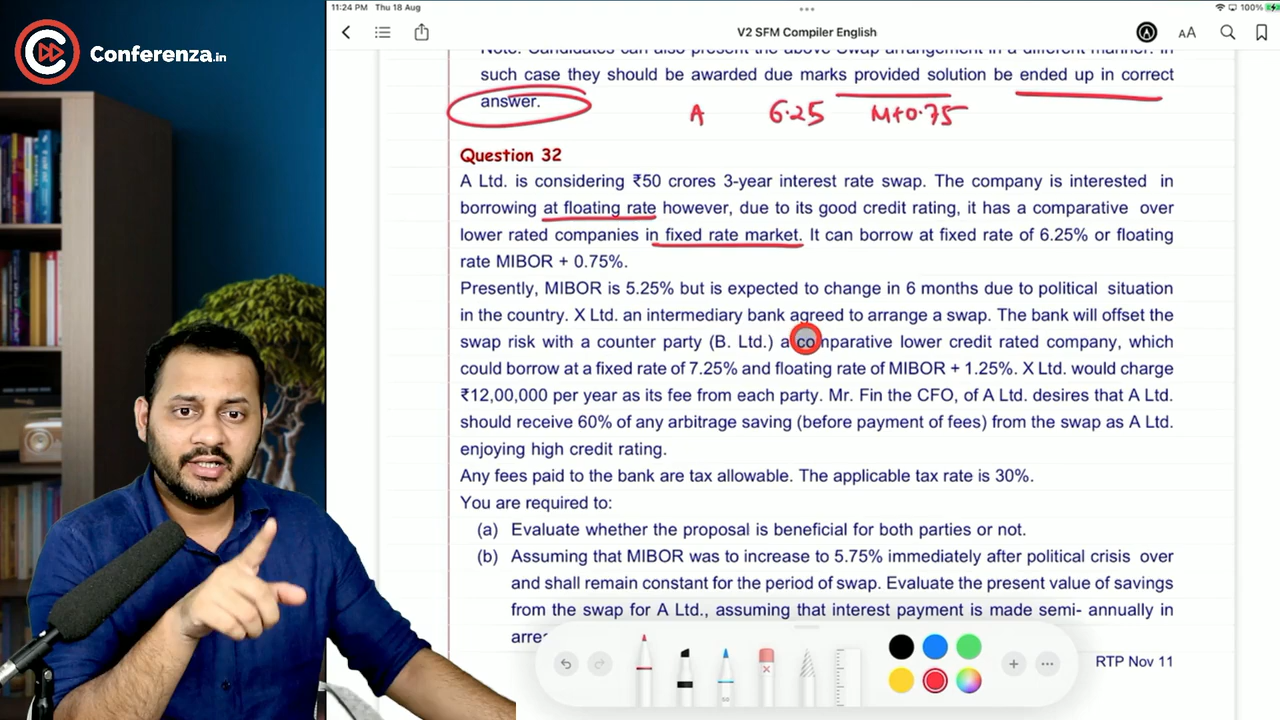 11:24 PM Thu 18 Aug
100%
Conferenza.in
V2 SFM Compiler English
AA
Note: Candidates can also present the above Swap arrangement in a different manner. In
such case they should be awarded due marks provided solution be ended up in correct
answer.
A 6.25 M+0.75
Question 32
A Ltd. is considering ₹50 crores 3-year interest rate swap. The company is interested in
borrowing at floating rate however, due to its good credit rating, it has a comparative over
lower rated companies in fixed rate market. It can borrow at fixed rate of 6.25% or floating
rate MIBOR + 0.75%.
Presently, MIBOR is 5.25% but is expected to change in 6 months due to political situation
in the country. X Ltd. an intermediary bank agreed to arrange a swap. The bank will offset the
swap risk with a counter party (B. Ltd.) a comparative lower credit rated company, which
could borrow at a fixed rate of 7.25% and floating rate of MIBOR + 1.25%. X Ltd. would charge
₹12,00,000 per year as its fee from each party. Mr. Fin the CFO, of A Ltd. desires that A Ltd.
should receive 60% of any arbitrage saving (before payment of fees) from the swap as A Ltd.
enjoying high credit rating.
Any fees paid to the bank are tax allowable. The applicable tax rate is 30%.
You are required to:
(a) Evaluate whether the proposal is beneficial for both parties or not.
(b) Assuming that MIBOR was to increase to 5.75% immediately after political crisis over
and shall remain constant for the period of swap. Evaluate the present value of savings
from the swap for A Ltd., assuming that interest payment is made semi- annually in
RTP Nov 11